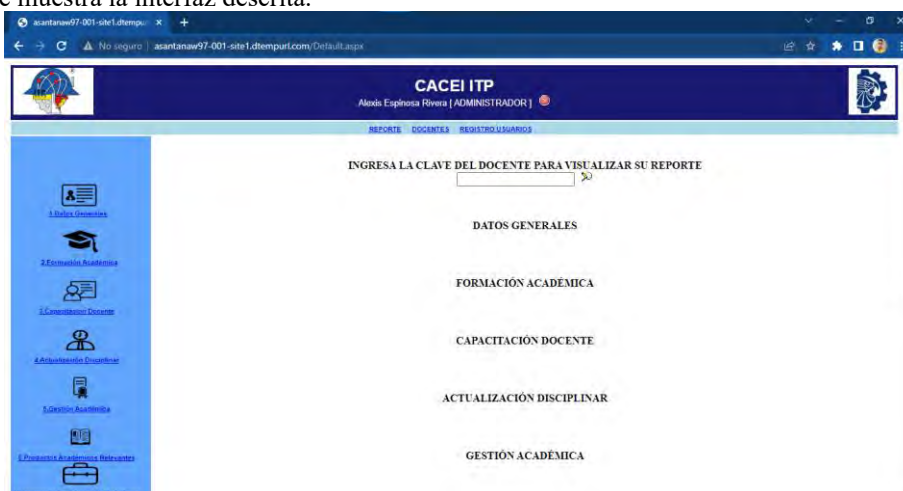 e muestra la interfaz descrita.
asantanaw97-001-site1.dtempu
No seguro
asantanaw97-001-site1.dtempurl.com/Default.aspx
CACEI ITP
Alexis Espinosa Rivera [ ADMINISTRADOR ]
REPORTE DOCENTES REGISTRO USUARIOS
INGRESA LA CLAVE DEL DOCENTE PARA VISUALIZAR SU REPORTE
1.Datos Generales
DATOS GENERALES
2.Formación Académica
FORMACIÓN ACADÉMICA
3.Capacitación Docente
CAPACITACIÓN DOCENTE
4.Actualización Disciplinar
ACTUALIZACIÓN DISCIPLINAR
5.Gestión Académica
GESTIÓN ACADÉMICA
6.Productos Académicos Relevantes